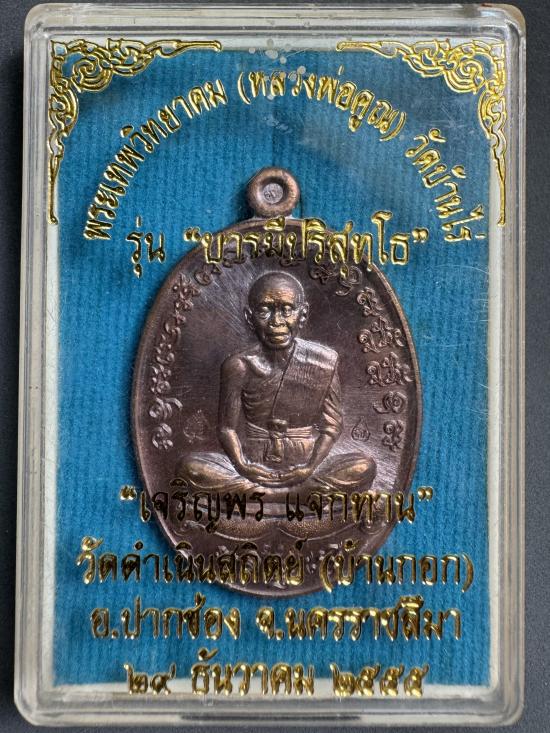 พระเทพวิทยาคม (หลวงพ่อคูณ) วัดบ้านไร่
รุ่น "บารมีปริสุทฺโธ"
"เจริญพร แจกทาน"
วัดดำเนินสถิตย์ (บ้านกอก)
อ.ปากช่อง จ.นครราชสีมา
๒๙ ธันวาคม ๒๕๕๕